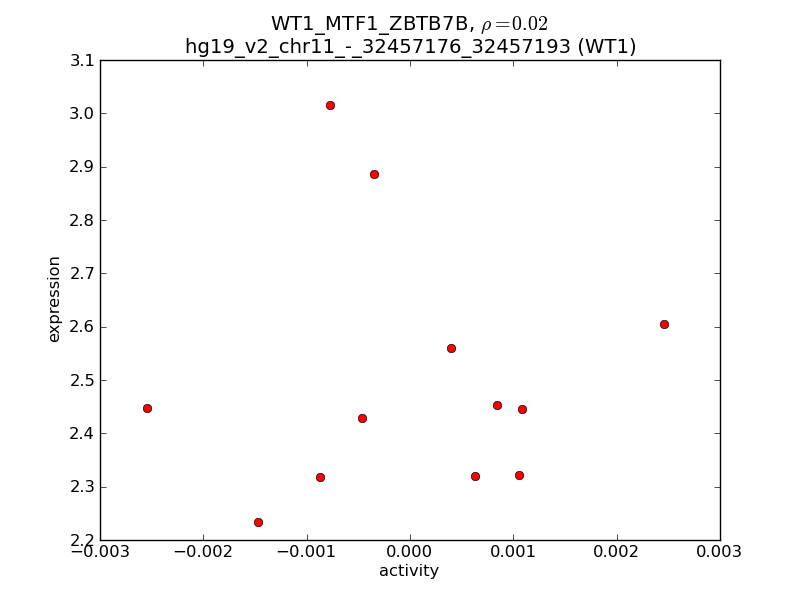 WT1_MTF1_ZBTB7B, ρ = 0.02
hg19_v2_chr11_-_32457176_32457193 (WT1)
3.1
3.0
2.9
2.8
2.7
2.6
2.5
2.4
2.3
2.2
expression
−0.003 −0.002 −0.001 0.000 0.001 0.002 0.003
activity